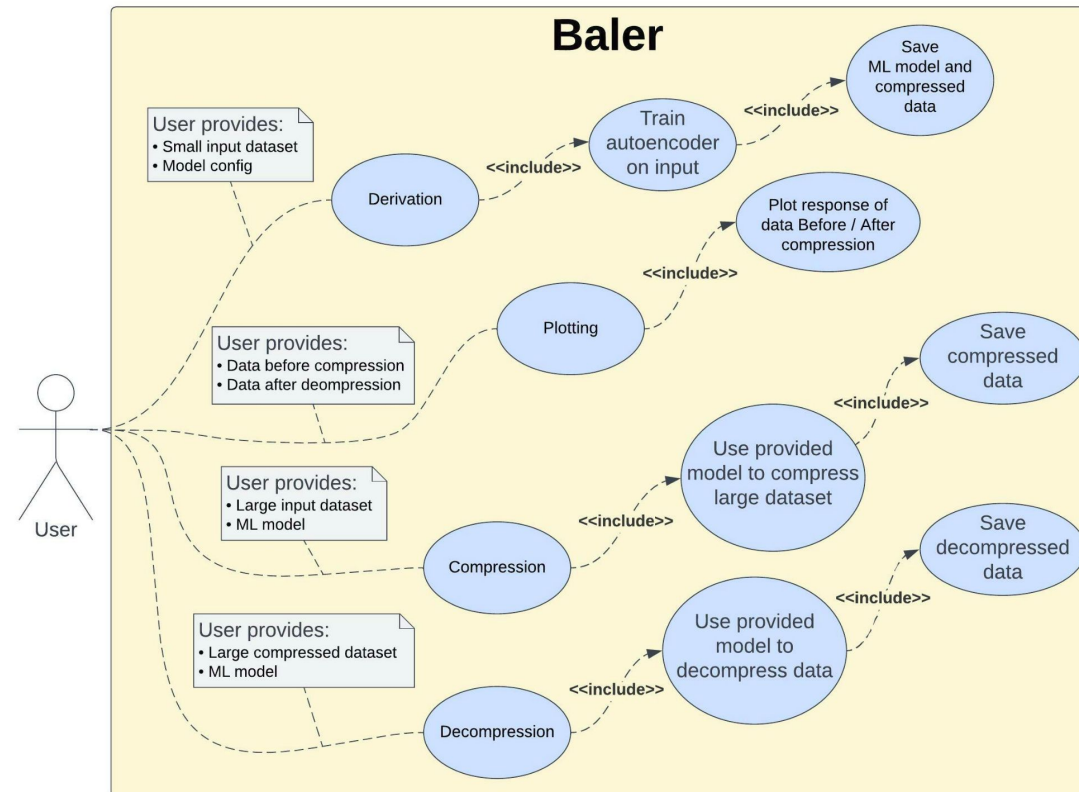 Baler
Save
ML model and
compressed
data
User provides:
• Small input dataset
• Model config
<<include>>
Train
autoencoder
on input
<<include>>
Derivation
Plot response of
data Before / After
compression
<<include>>
User provides:
• Data before compression
• Data after deompression
Plotting
Save
compressed
data
<<include>>
User provides:
• Large input dataset
• ML model
Use provided
model to compress
large dataset
<<include>>
Compression
User
Save
decompressed
data
<<include>>
User provides:
• Large compressed dataset
• ML model
Use provided
model to
decompress data
<<include>>
Decompression